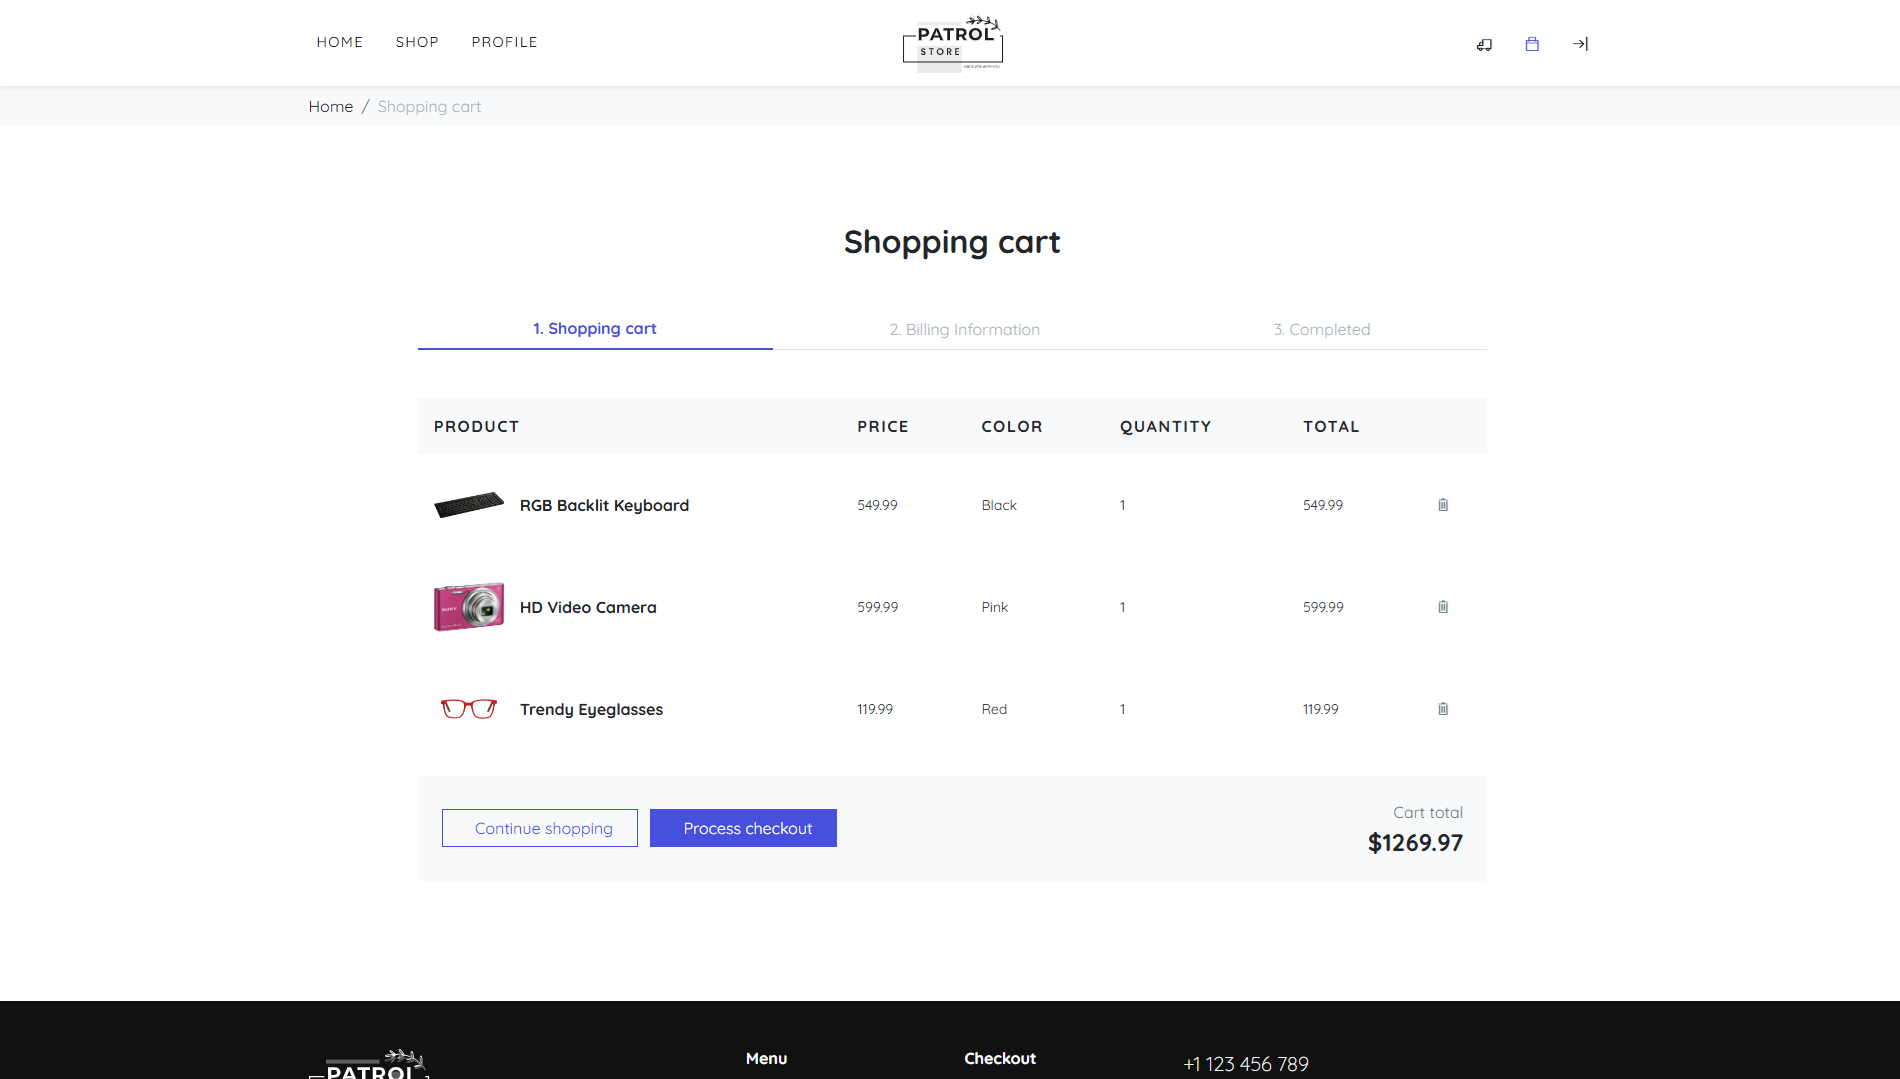 HOME SHOP PROFILE
PATROL
STORE
Home / Shopping cart
Shopping cart
1. Shopping cart 2. Billing Information 3. Completed
PRODUCT PRICE COLOR QUANTITY TOTAL
RGB Backlit Keyboard 549.99 Black 1 549.99
SONY
HD Video Camera 599.99 Pink 1 599.99
Trendy Eyeglasses 119.99 Red 1 119.99
Continue shopping Process checkout
Cart total
$1269.97
PATROL
Menu Checkout +1 123 456 789